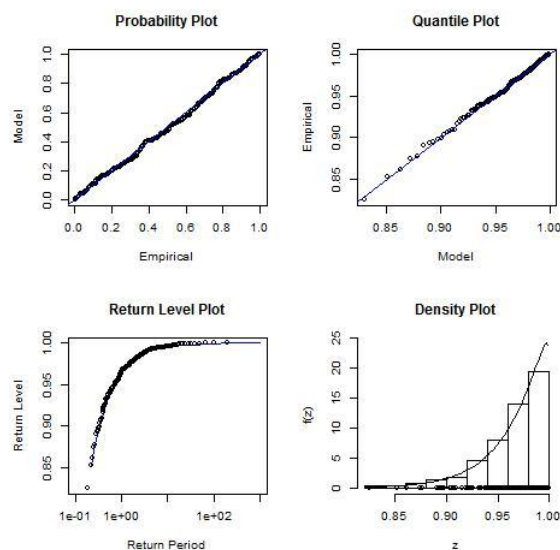 Probability Plot
Model
0.0 0.2 0.4 0.6 0.8 1.0
0.0 0.2 0.4 0.6 0.8 1.0
Empirical
Quantile Plot
Empirical
0.85 0.90 0.95 1.00
0.85 0.90 0.95 1.00
Model
Return Level Plot
Return Level
0.85 0.90 0.95 1.00
1e-01 1e+00 1e+02
Return Period
Density Plot
f(z)
0 5 10 15 20 25
0.85 0.90 0.95 1.00
z